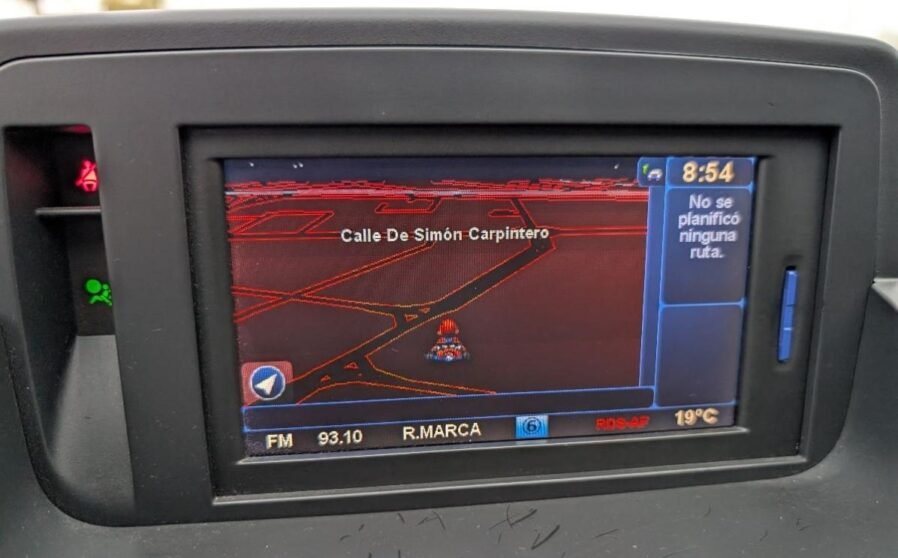 8:54
No se
planificó
ninguna
ruta.
Calle De Simón Carpintero
FM 93.10 R.MARCA 6 RDS-AF 19°C